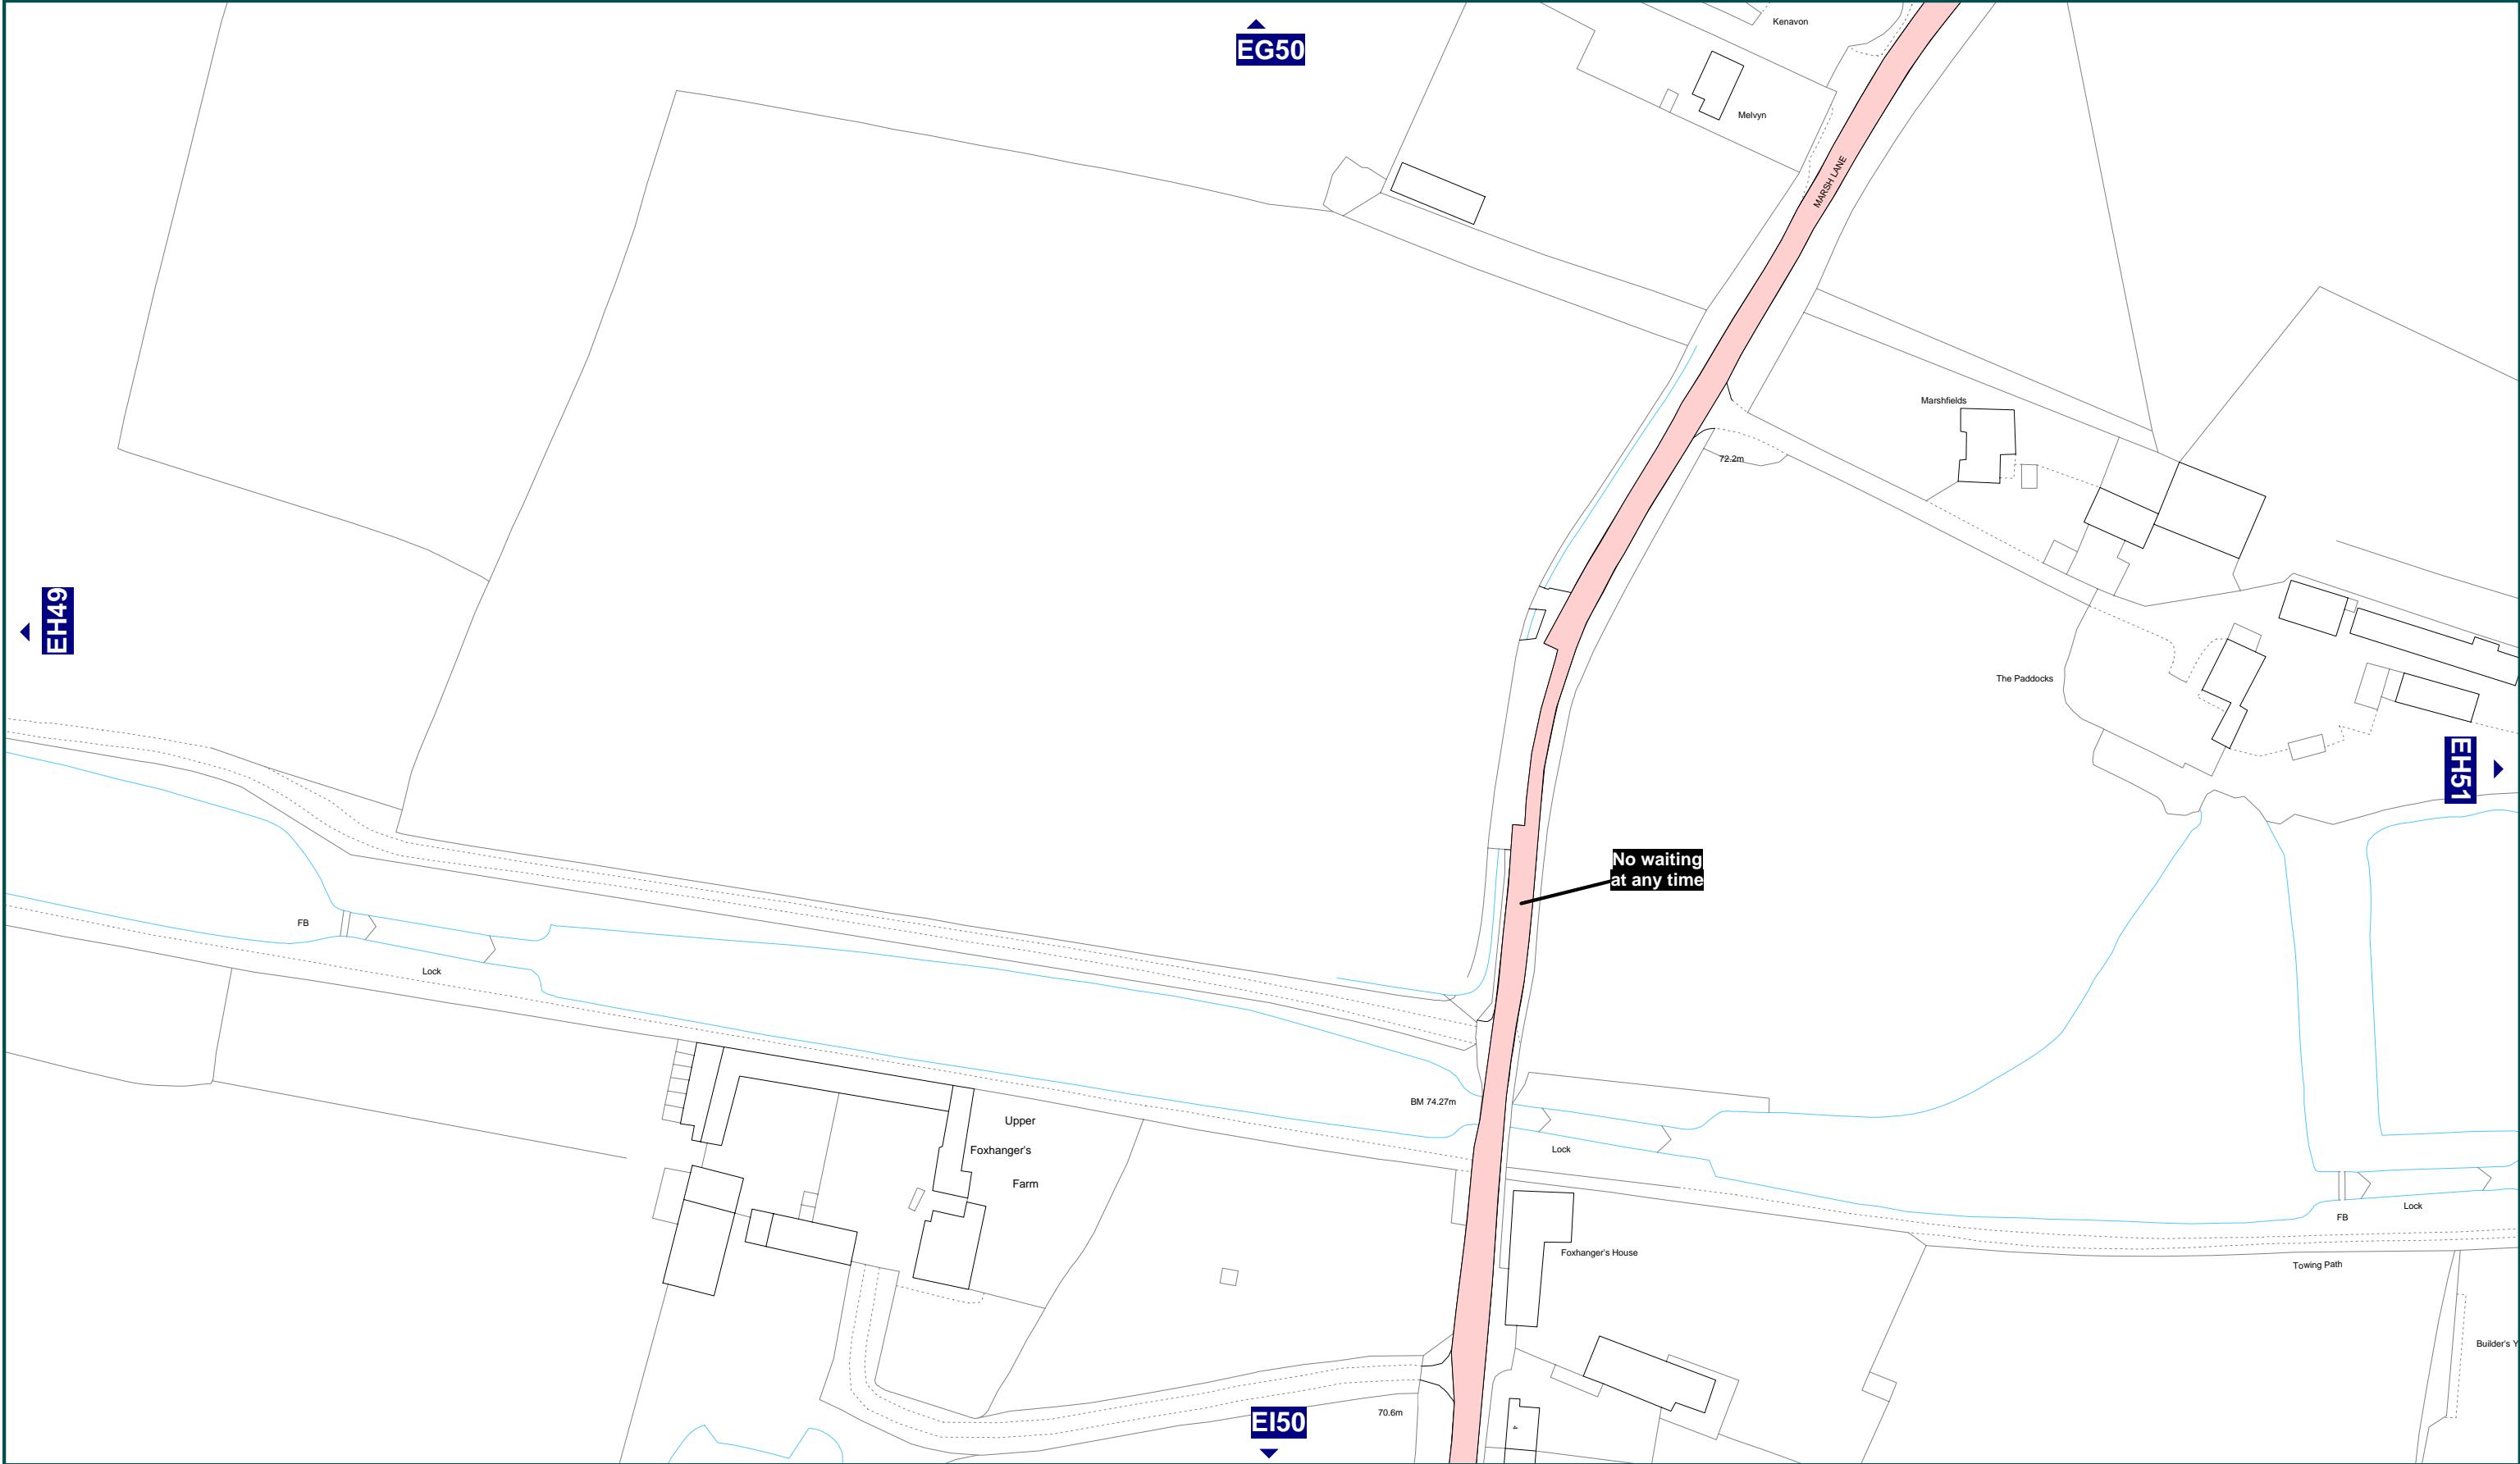 Kenavon
EG50
Melvyn
MARSH LANE
Marshfields
72.2m
EH49
The Paddocks
EH51
No waiting
at any time
FB
Lock
BM 74.27m
Upper
Foxhanger's
Farm
Lock
Lock
FB
Foxhanger's House
Towing Path
Builder's Y
EI50
70.6m
4